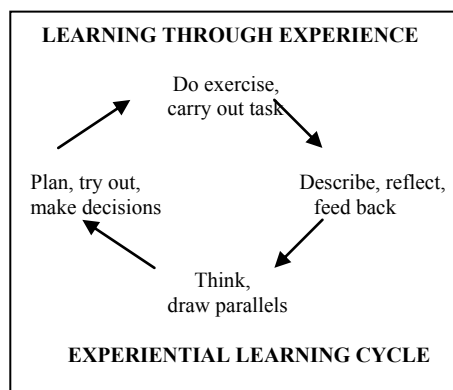 LEARNING THROUGH EXPERIENCE
Do exercise,
carry out task
Describe, reflect,
feed back
Think,
draw parallels
Plan, try out,
make decisions
EXPERIENTIAL LEARNING CYCLE